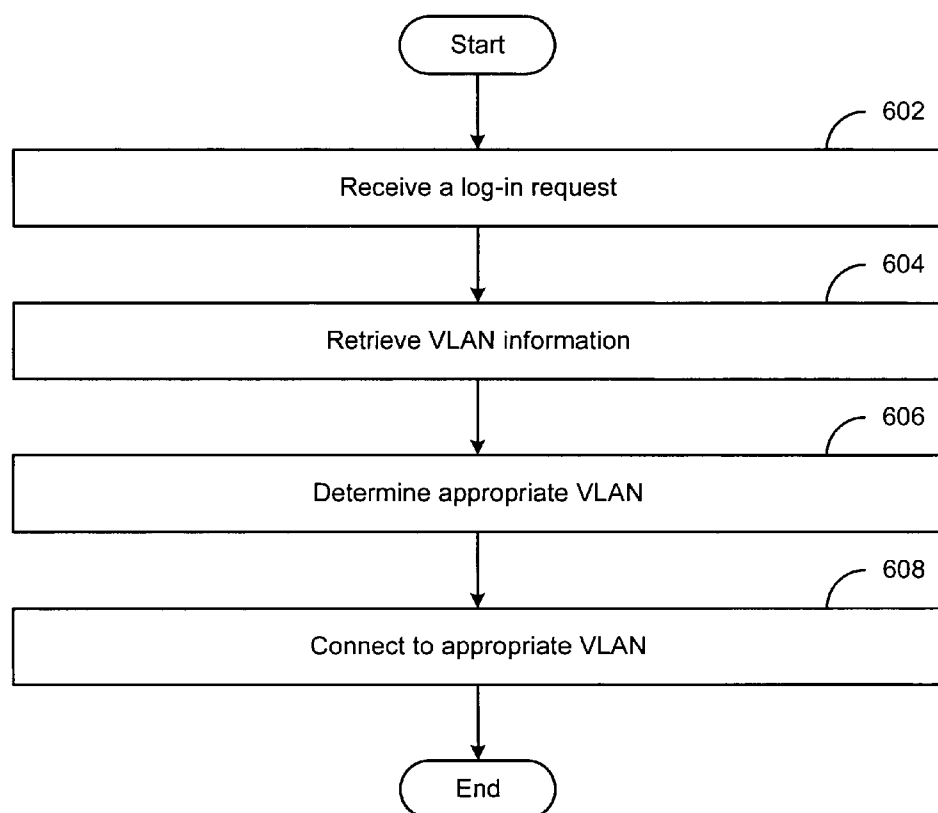 Start
602
Receive a log-in request
604
Retrieve VLAN information
606
Determine appropriate VLAN
608
Connect to appropriate VLAN
End